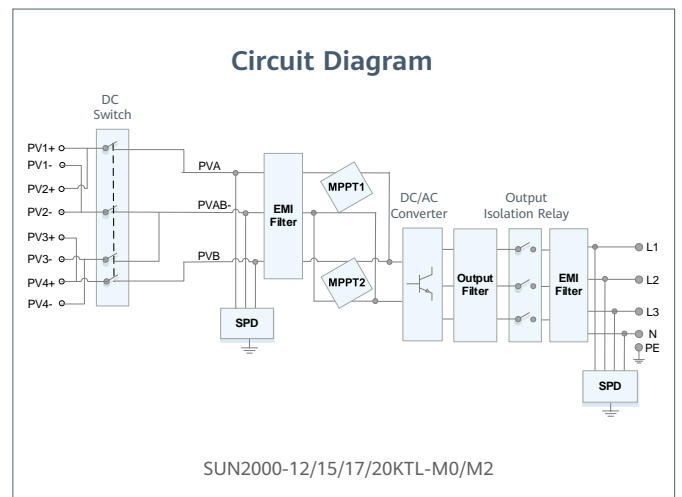 Circuit Diagram
DC
Switch
PV1+
PV1-
PV2+
PV2-
PV3+
PV3-
PV4+
PV4-
PVA
PVAB-
PVB
EMI
Filter
SPD
MPPT1
MPPT2
DC/AC
Converter
Output
Filter
Output
Isolation Relay
EMI
Filter
L1
L2
L3
N
PE
SPD
SUN2000-12/15/17/20KTL-M0/M2